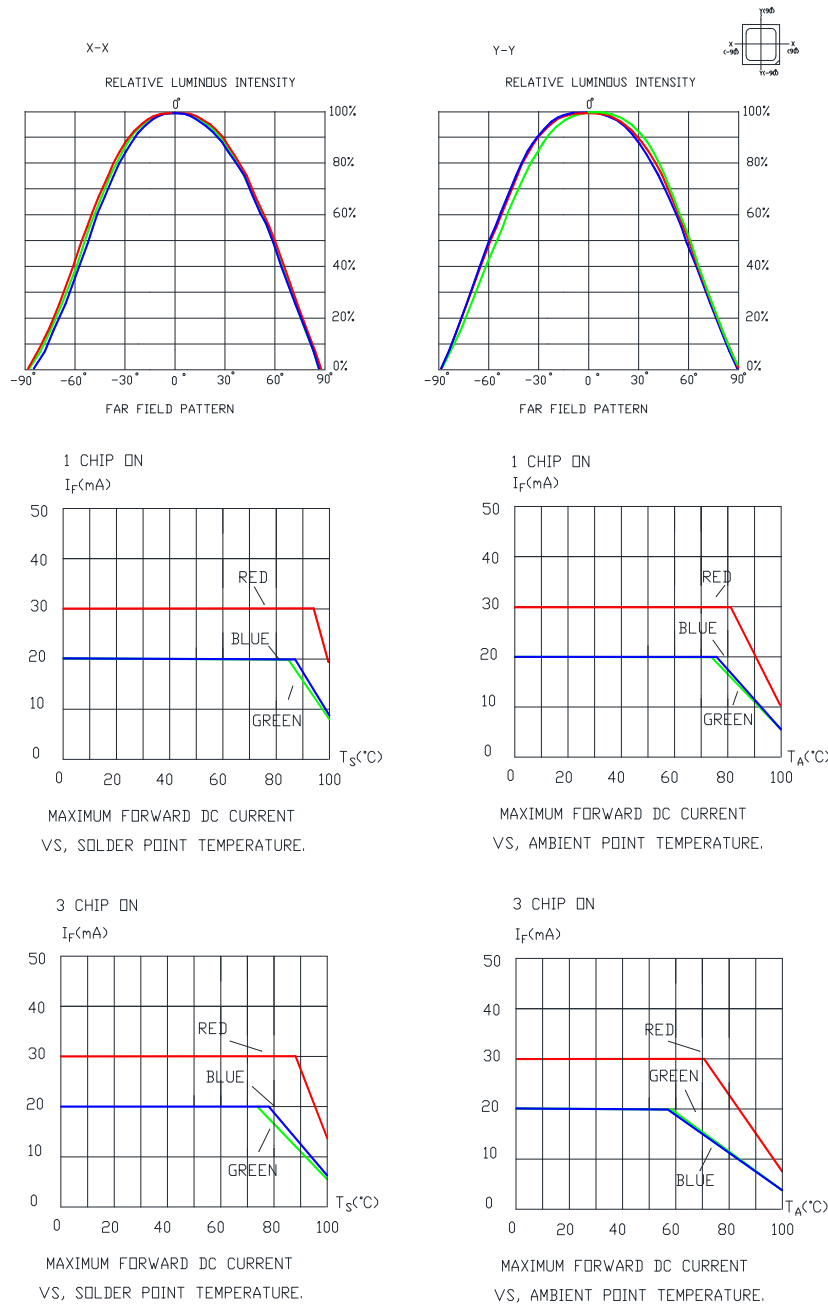 X-X
RELATIVE LUMINOUS INTENSITY
0°
100%
80%
60%
40%
20%
0%
-90° -60° -30° 0° 30° 60° 90°
FAR FIELD PATTERN
Y-Y
Y(90°)
X (-90°)
X (90°)
Y(-90°)
RELATIVE LUMINOUS INTENSITY
0°
100%
80%
60%
40%
20%
0%
-90° -60° -30° 0° 30° 60° 90°
FAR FIELD PATTERN
1 CHIP ON
IF(mA)
50
40
30
20
10
0
RED
BLUE
GREEN
TS(°C)
0 20 40 60 80 100
MAXIMUM FORWARD DC CURRENT
VS, SOLDER POINT TEMPERATURE.
1 CHIP ON
IF(mA)
50
40
30
20
10
0
RED
BLUE
GREEN
TA(°C)
0 20 40 60 80 100
MAXIMUM FORWARD DC CURRENT
VS, AMBIENT POINT TEMPERATURE.
3 CHIP ON
IF(mA)
50
40
30
20
10
0
RED
BLUE
GREEN
TS(°C)
0 20 40 60 80 100
MAXIMUM FORWARD DC CURRENT
VS, SOLDER POINT TEMPERATURE.
3 CHIP ON
IF(mA)
50
40
30
20
10
0
RED
GREEN
BLUE
TA(°C)
0 20 40 60 80 100
MAXIMUM FORWARD DC CURRENT
VS, AMBIENT POINT TEMPERATURE.